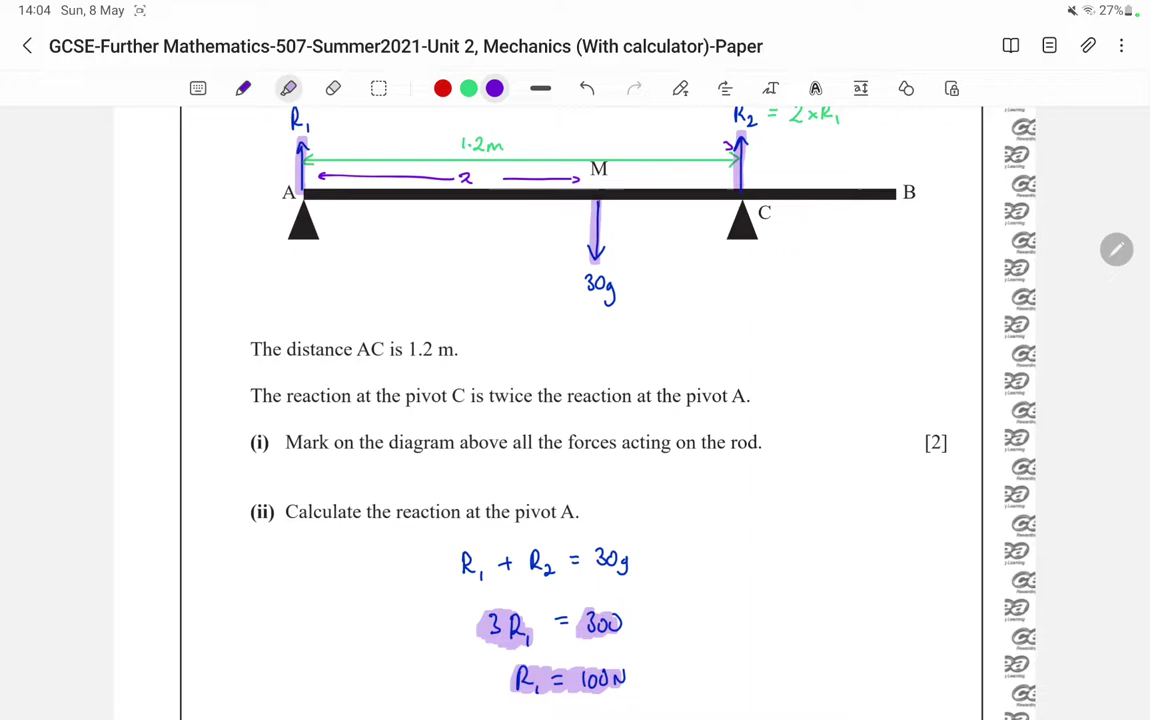 14:04 Sun, 8 May 27%
GCSE-Further Mathematics-507-Summer2021-Unit 2, Mechanics (With calculator)-Paper
R₁ R₂ = 2×R₁
1.2m
M
A B
C
30g
The distance AC is 1.2 m.
The reaction at the pivot C is twice the reaction at the pivot A.
(i) Mark on the diagram above all the forces acting on the rod. [2]
(ii) Calculate the reaction at the pivot A.
R₁ + R₂ = 30g
3R₁ = 300
R₁ = 100N